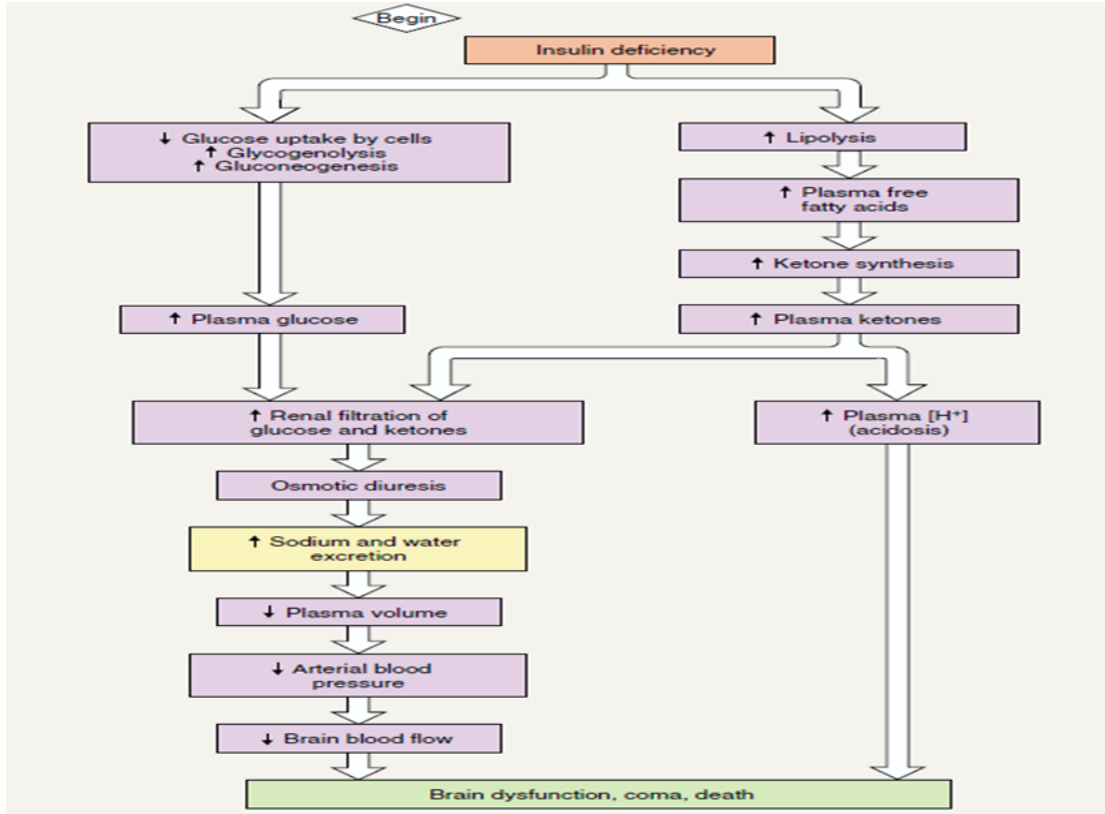 Begin
Insulin deficiency
↓ Glucose uptake by cells
↑ Glycogenolysis
↑ Gluconeogenesis
↑ Lipolysis
↑ Plasma free
fatty acids
↑ Ketone synthesis
↑ Plasma glucose
↑ Plasma ketones
↑ Renal filtration of
glucose and ketones
↑ Plasma [H⁺]
(acidosis)
Osmotic diuresis
↑ Sodium and water
excretion
↓ Plasma volume
↓ Arterial blood
pressure
↓ Brain blood flow
Brain dysfunction, coma, death